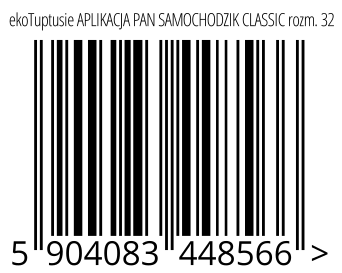 ekoTuptusie APLIKACJA PAN SAMOCHODZIK CLASSIC rozm. 32
5 904083 448566 >